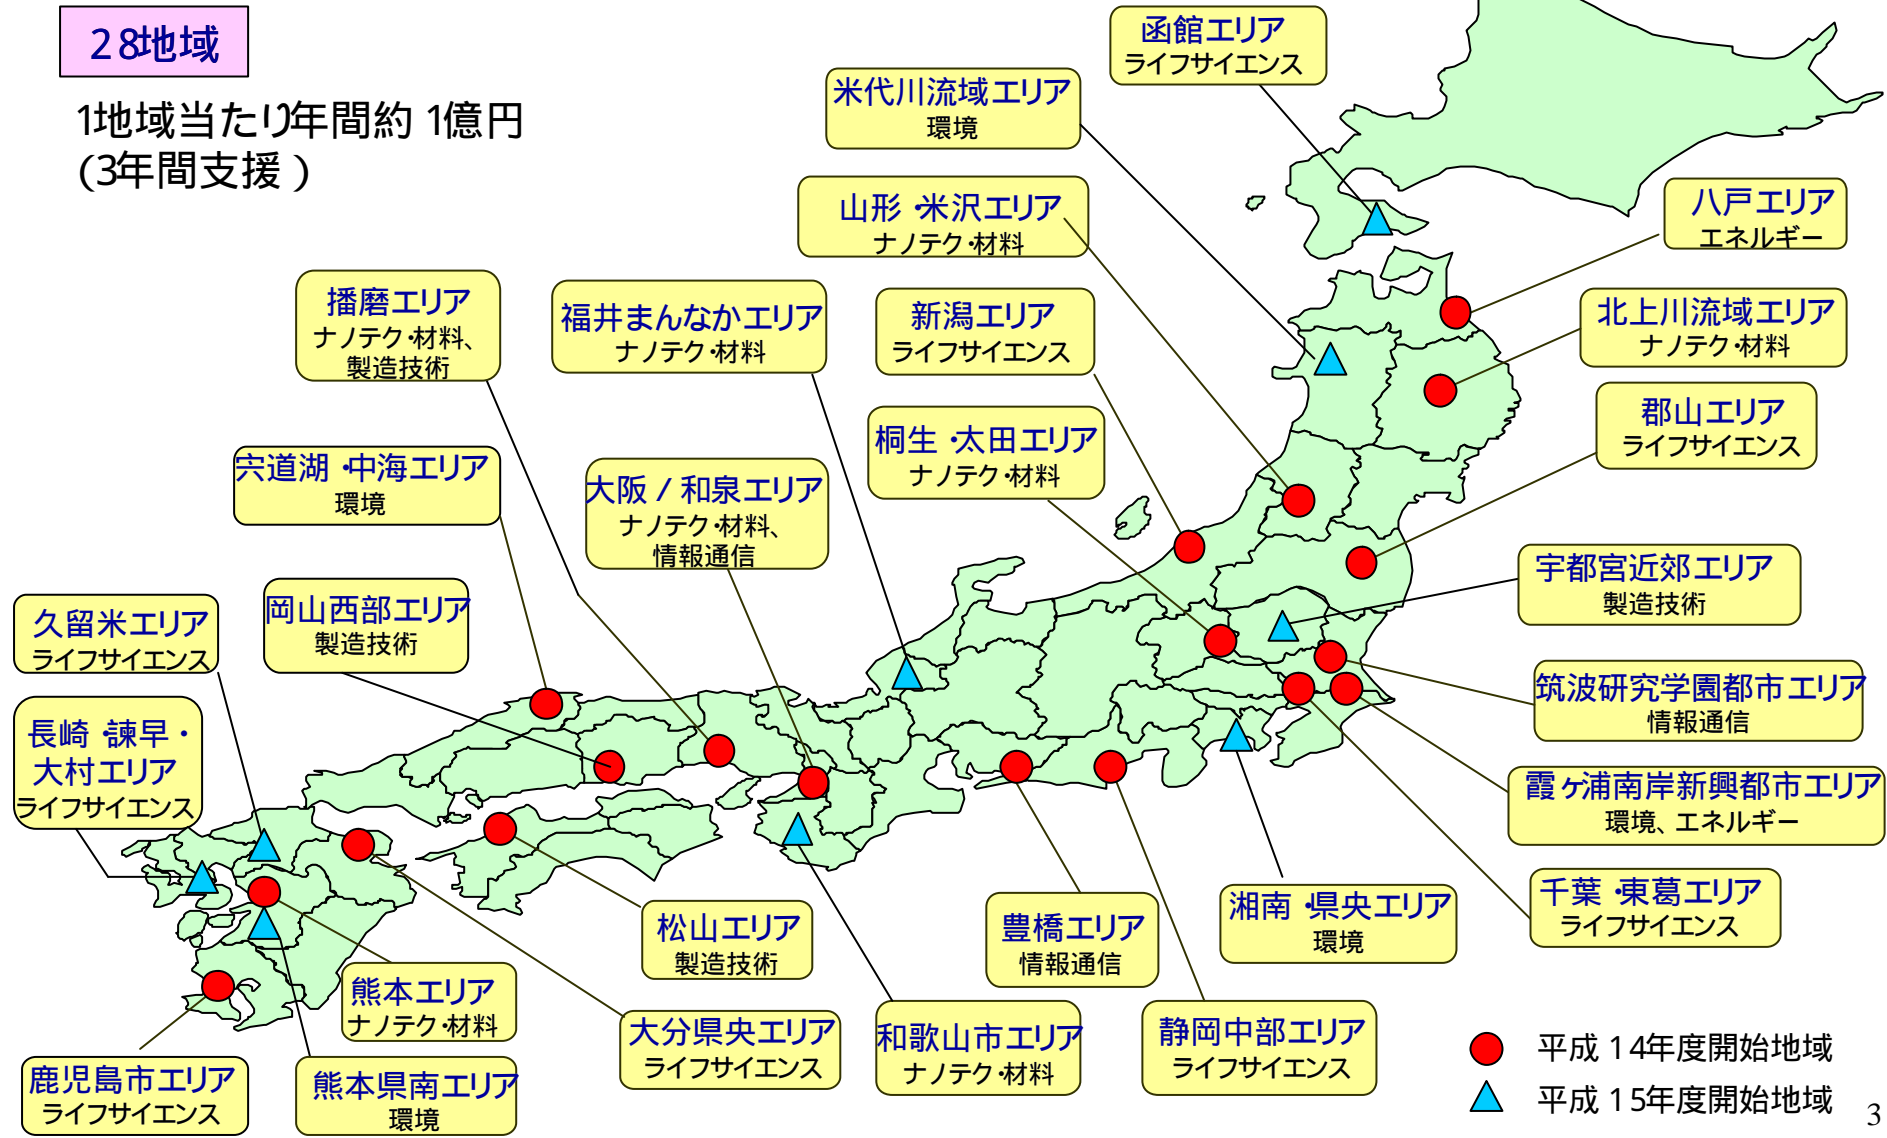 28地域
1地域当たり年間約 1億円
(3年間支援 )
函館エリア
ライフサイエンス
米代川流域エリア
環境
山形・米沢エリア
ナノテク・材料
八戸エリア
エネルギー
播磨エリア
ナノテク・材料、
製造技術
福井まんなかエリア
ナノテク・材料
新潟エリア
ライフサイエンス
北上川流域エリア
ナノテク・材料
郡山エリア
ライフサイエンス
桐生・太田エリア
ナノテク・材料
宍道湖・中海エリア
環境
大阪/和泉エリア
ナノテク・材料、
情報通信
宇都宮近郊エリア
製造技術
岡山西部エリア
製造技術
久留米エリア
ライフサイエンス
筑波研究学園都市エリア
情報通信
長崎・諫早・
大村エリア
ライフサイエンス
霞ヶ浦南岸新興都市エリア
環境、エネルギー
千葉・東葛エリア
ライフサイエンス
湘南・県央エリア
環境
豊橋エリア
情報通信
松山エリア
製造技術
熊本エリア
ナノテク・材料
大分県央エリア
ライフサイエンス
和歌山市エリア
ナノテク・材料
静岡中部エリア
ライフサイエンス
鹿児島市エリア
ライフサイエンス
熊本県南エリア
環境
平成 14年度開始地域
平成 15年度開始地域
3